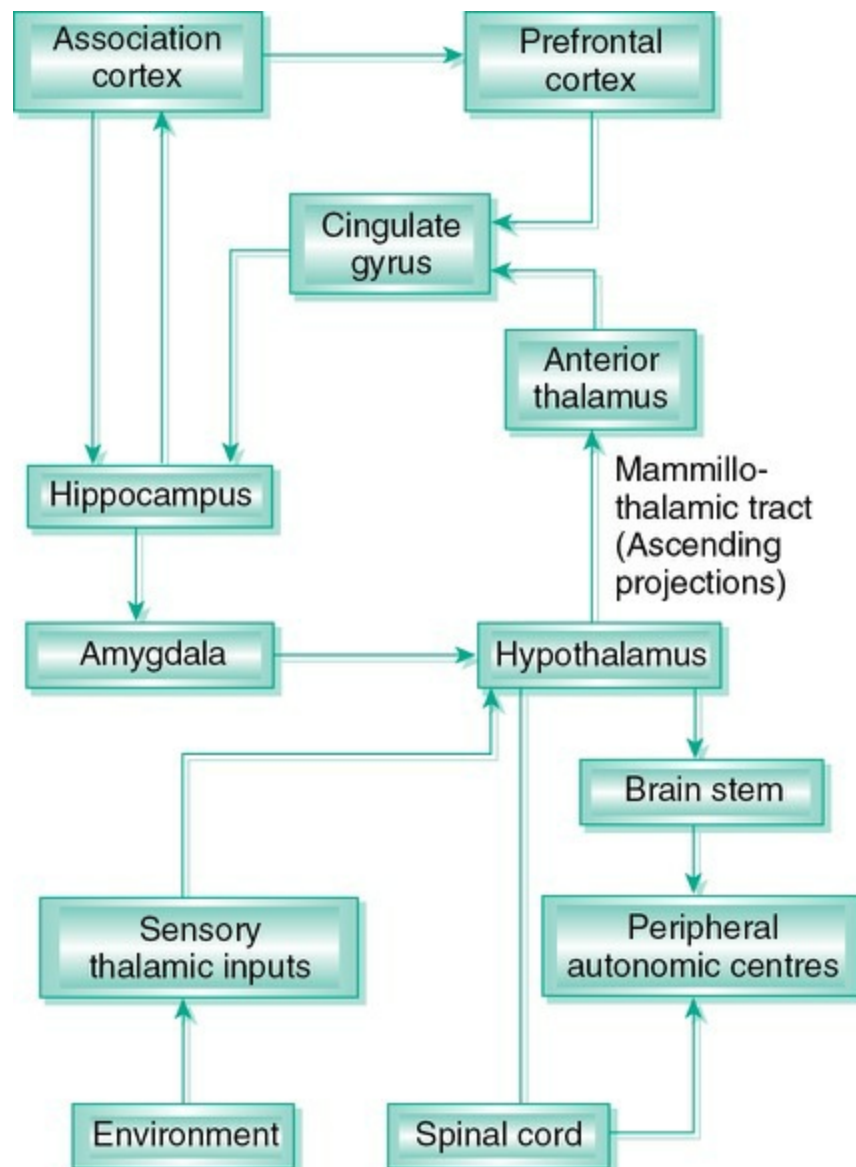 Association
cortex
Prefrontal
cortex
Cingulate
gyrus
Anterior
thalamus
Mammillo-
thalamic tract
(Ascending
projections)
Hippocampus
Amygdala
Hypothalamus
Brain stem
Sensory
thalamic inputs
Peripheral
autonomic centres
Environment
Spinal cord